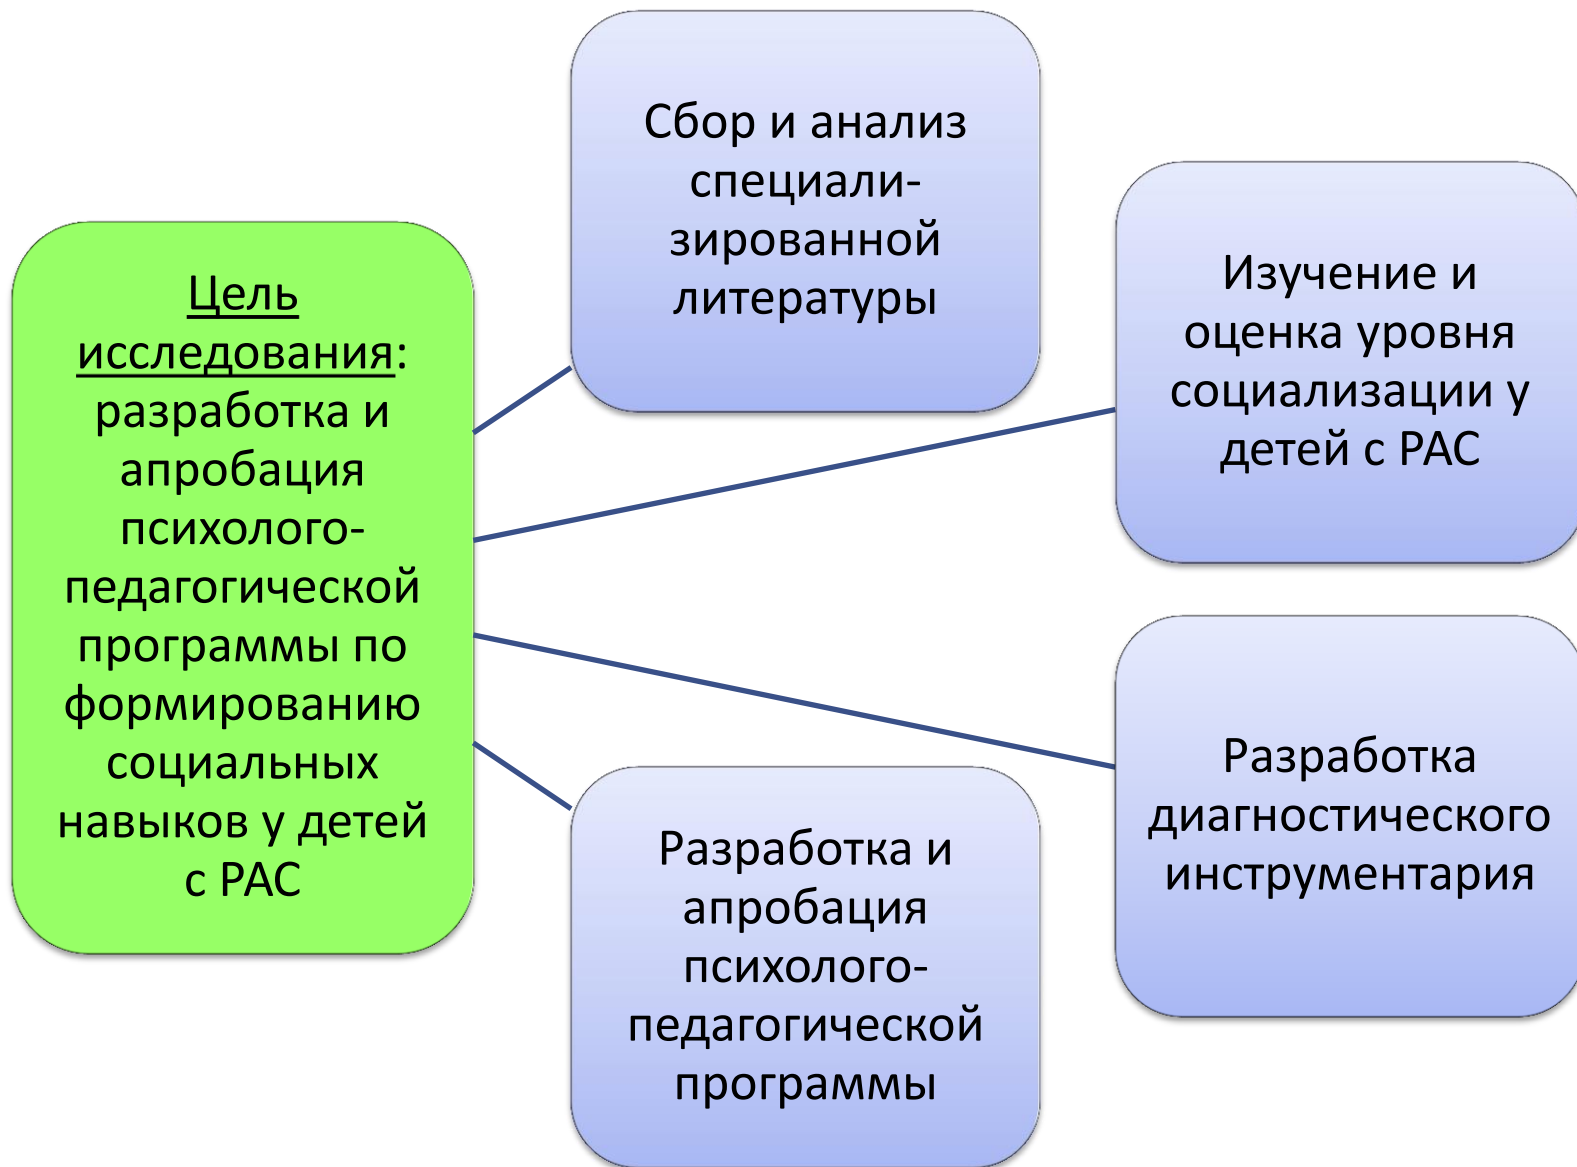 Цель
исследования:
разработка и
апробация
психолого-
педагогической
программы по
формированию
социальных
навыков у детей
с РАС
Сбор и анализ
специали-
зированной
литературы
Изучение и
оценка уровня
социализации у
детей с РАС
Разработка
диагностического
инструментария
Разработка и
апробация
психолого-
педагогической
программы